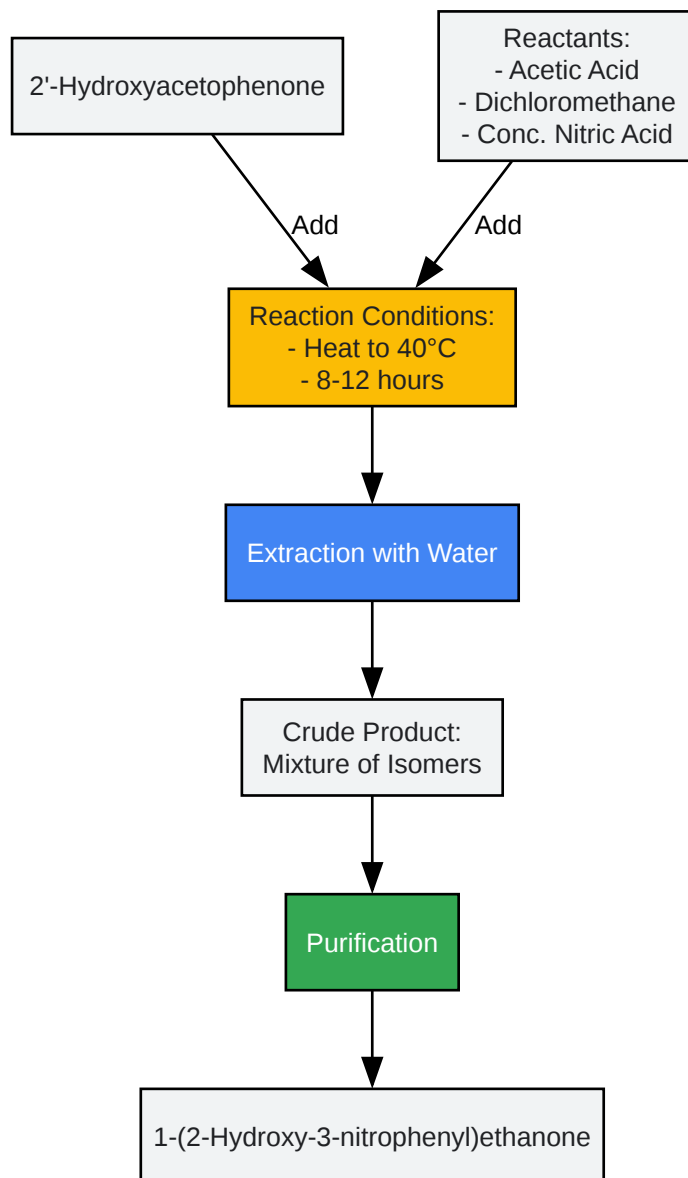 2'-Hydroxyacetophenone
Reactants:
- Acetic Acid
- Dichloromethane
- Conc. Nitric Acid
Add
Add
Reaction Conditions:
- Heat to 40°C
- 8-12 hours
Extraction with Water
Crude Product:
Mixture of Isomers
Purification
1-(2-Hydroxy-3-nitrophenyl)ethanone